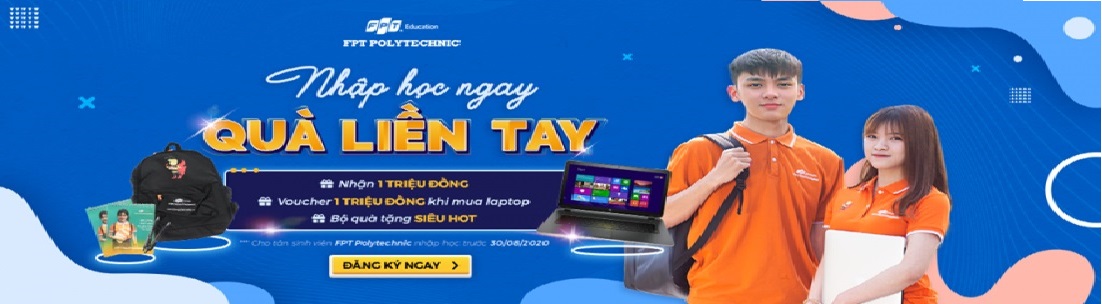 FPT Education
FPT POLYTECHNIC
Nhập học ngay
QUÀ LIỀN TAY
Nhận 1 TRIỆU ĐỒNG
Voucher 1 TRIỆU ĐỒNG khi mua laptop
Bộ quà tặng SIÊU HOT
*** Cho tân sinh viên FPT Polytechnic nhập học trước 30/08/2020
ĐĂNG KÝ NGAY >